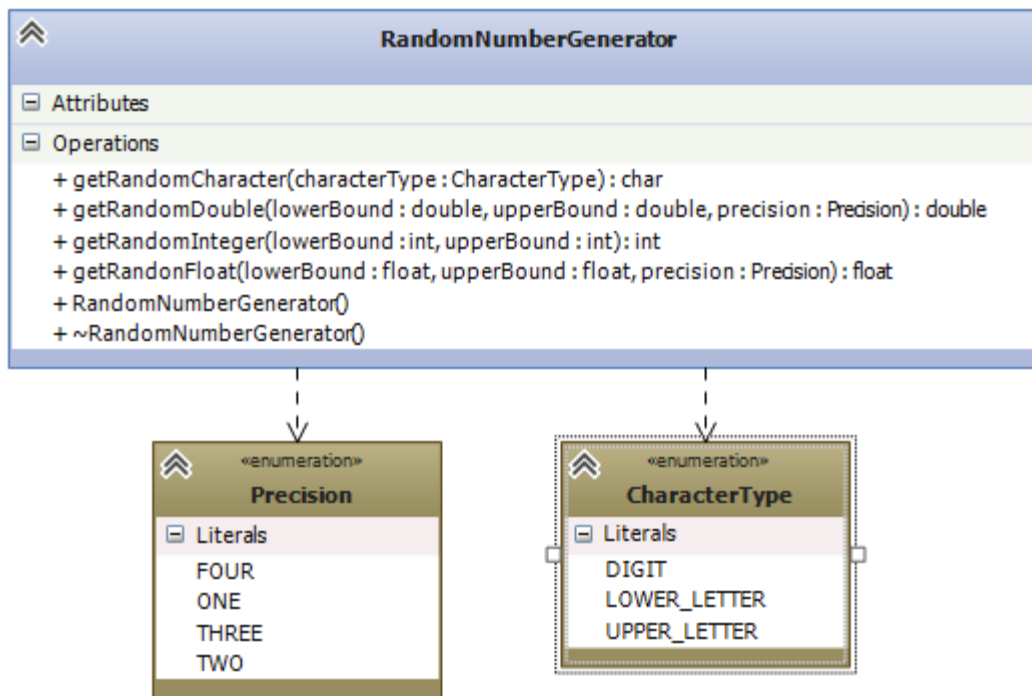 RandomNumberGenerator
Attributes
Operations
+ getRandomCharacter(characterType : CharacterType) : char
+ getRandomDouble(lowerBound : double, upperBound : double, precision : Precision) : double
+ getRandomInteger(lowerBound : int, upperBound : int) : int
+ getRandonFloat(lowerBound : float, upperBound : float, precision : Precision) : float
+ RandomNumberGenerator()
+ ~RandomNumberGenerator()
«enumeration»
Precision
Literals
FOUR
ONE
THREE
TWO
«enumeration»
CharacterType
Literals
DIGIT
LOWER_LETTER
UPPER_LETTER